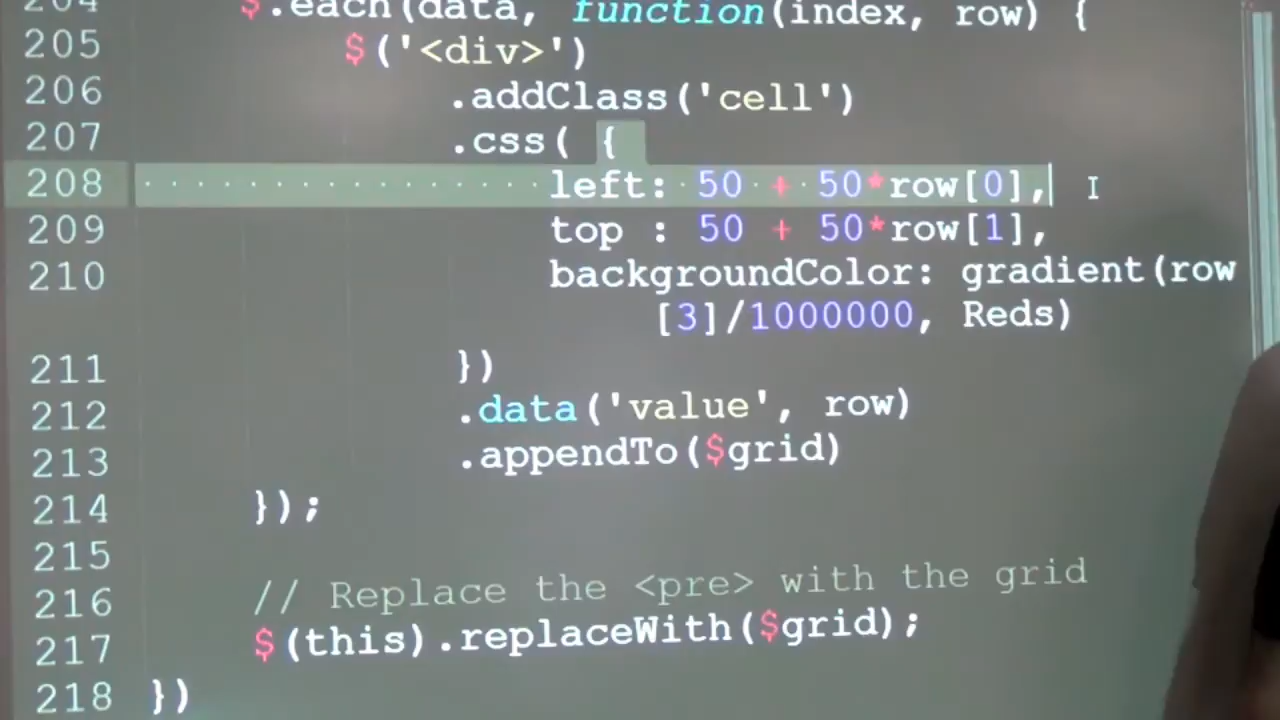 204 $.each(data, function(index, row) {
205 $('<div>')
206 .addClass('cell')
207 .css( {
208 left: 50 + 50*row[0],
209 top : 50 + 50*row[1],
210 backgroundColor: gradient(row
[3]/1000000, Reds)
211 })
212 .data('value', row)
213 .appendTo($grid)
214 });
215
216 // Replace the <pre> with the grid
217 $(this).replaceWith($grid);
218 })